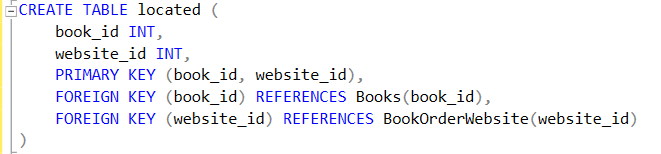 CREATE TABLE located (
book_id INT,
website_id INT,
PRIMARY KEY (book_id, website_id),
FOREIGN KEY (book_id) REFERENCES Books(book_id),
FOREIGN KEY (website_id) REFERENCES BookOrderWebsite(website_id)
)